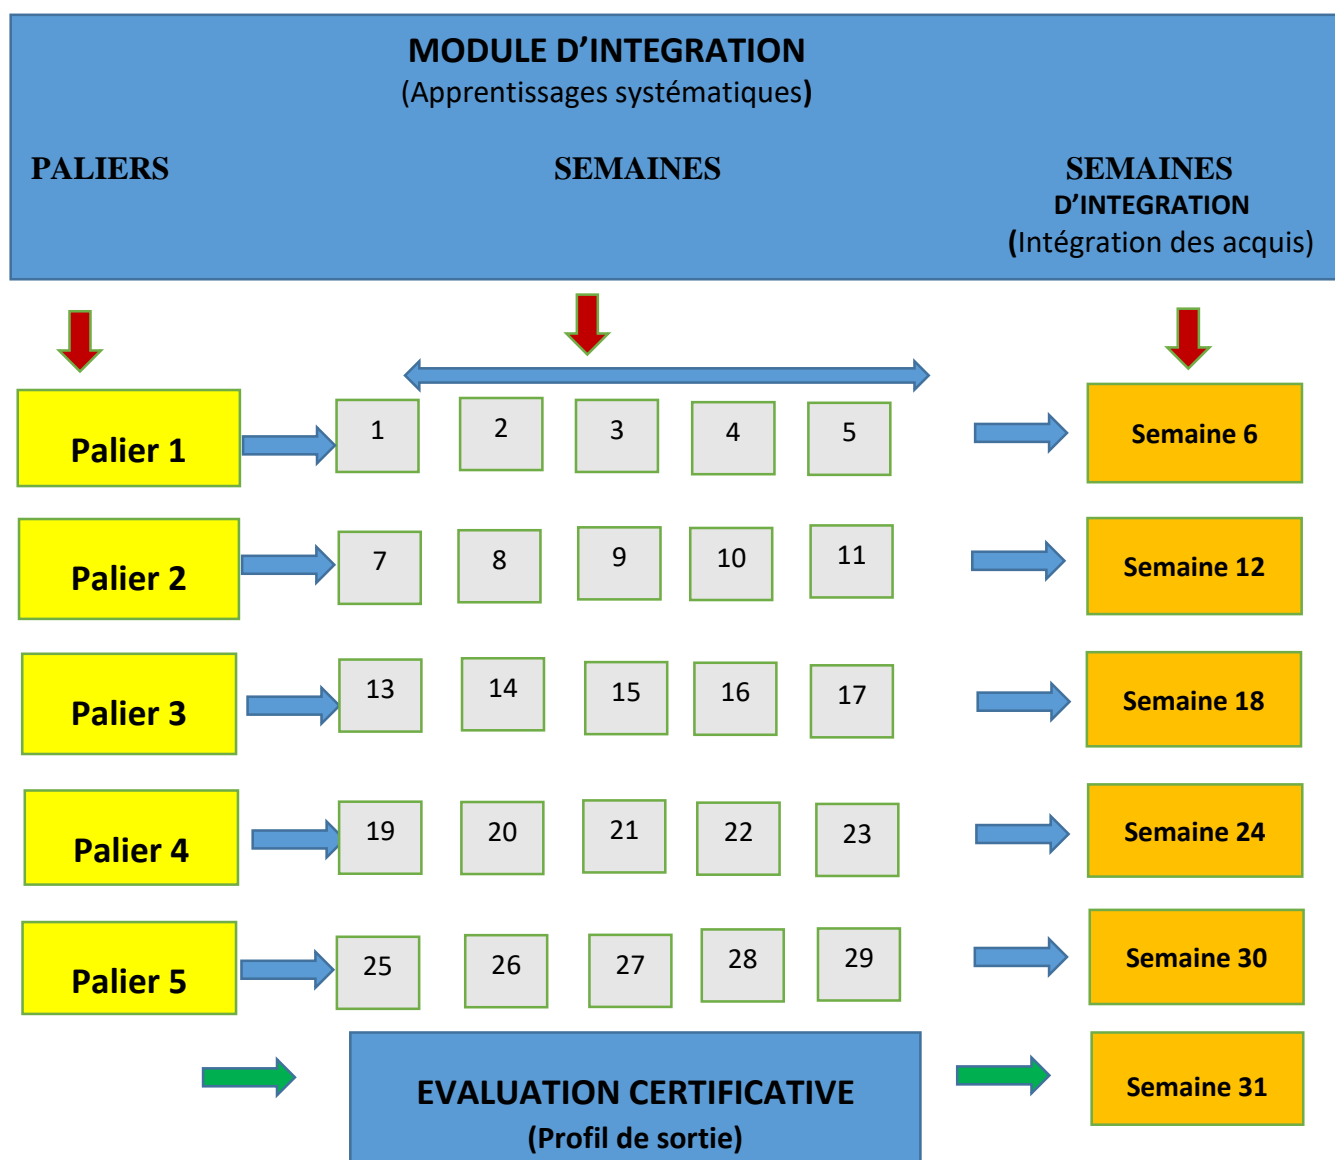 MODULE D’INTEGRATION
(Apprentissages systématiques)
PALIERS SEMAINES SEMAINES
D’INTEGRATION
(Intégration des acquis)
Palier 1 1 2 3 4 5 Semaine 6
Palier 2 7 8 9 10 11 Semaine 12
Palier 3 13 14 15 16 17 Semaine 18
Palier 4 19 20 21 22 23 Semaine 24
Palier 5 25 26 27 28 29 Semaine 30
EVALUATION CERTIFICATIVE Semaine 31
(Profil de sortie)